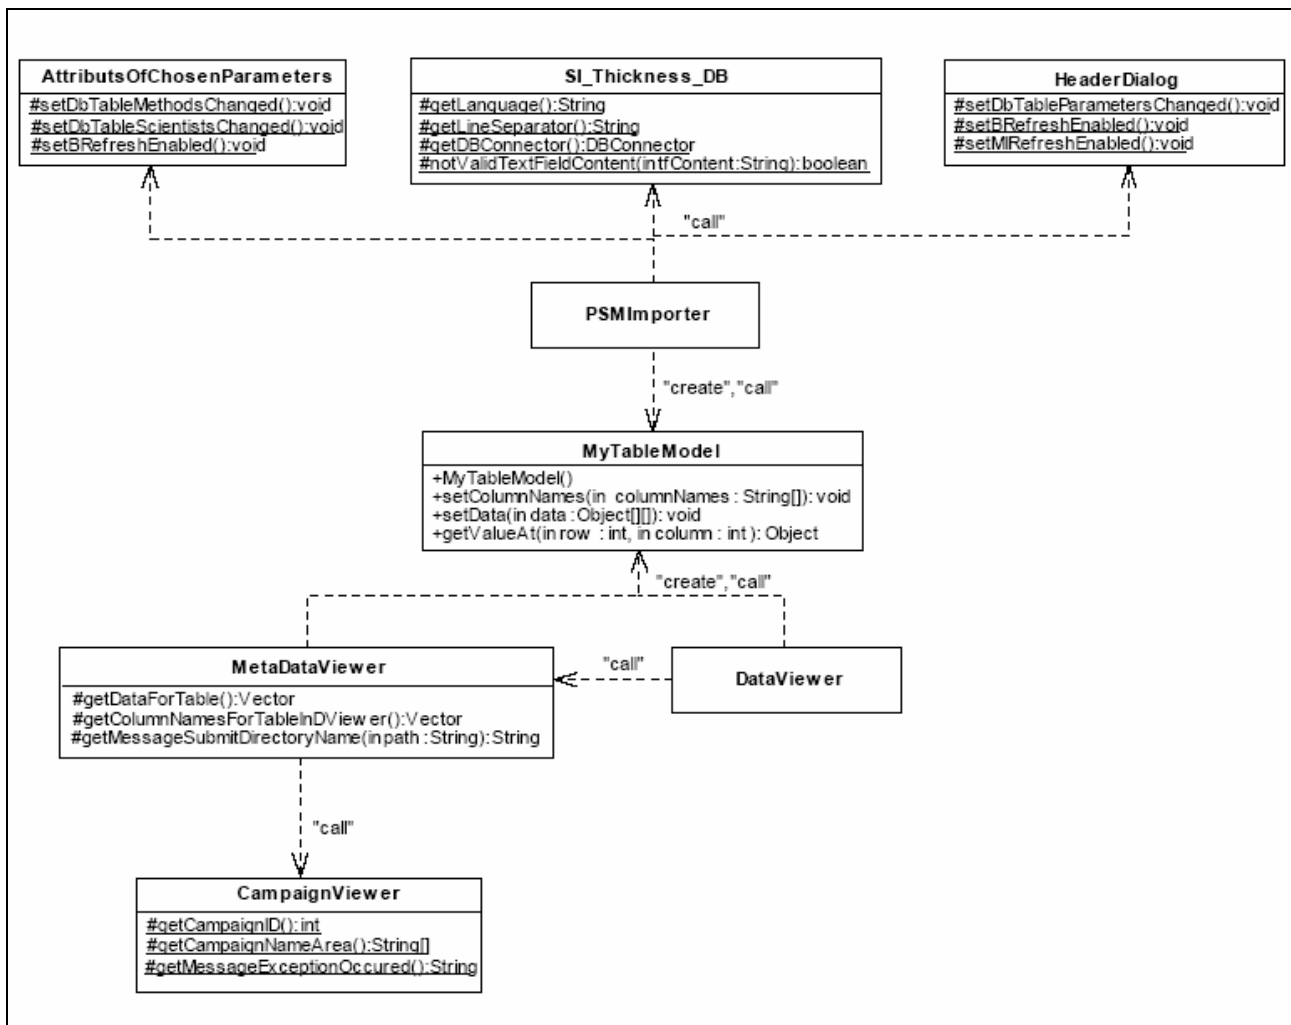 AttributsOfChosenParameters
#setDbTableMethodsChanged():void
#setDbTableScientistsChanged():void
#setBRefreshEnabled():void
SI_Thickness_DB
#getLanguage():String
#getLineSeparator():String
#getDBConnector():DBConnector
#notValidTextFieldContent(intfContent:String):boolean
HeaderDialog
#setDbTableParametersChanged():void
#setBRefreshEnabled():void
#setMIRefreshEnabled():void
"call"
PSMImporter
"create","call"
MyTableModel
+MyTableModel()
+setColumnNames(in columnNames : String[]): void
+setData(in data :Object[][]): void
+getValueAt(in row : int, in column : int ): Object
"create","call"
MetaDataViewer
#getDataForTable():Vector
#getColumnNamesForTableInDViewer():Vector
#getMessageSubmitDirectoryName(inpath :String):String
"call"
DataViewer
"call"
CampaignViewer
#getCampaignID():int
#getCampaignNameArea():String[]
#getMessageExceptionOccured():String